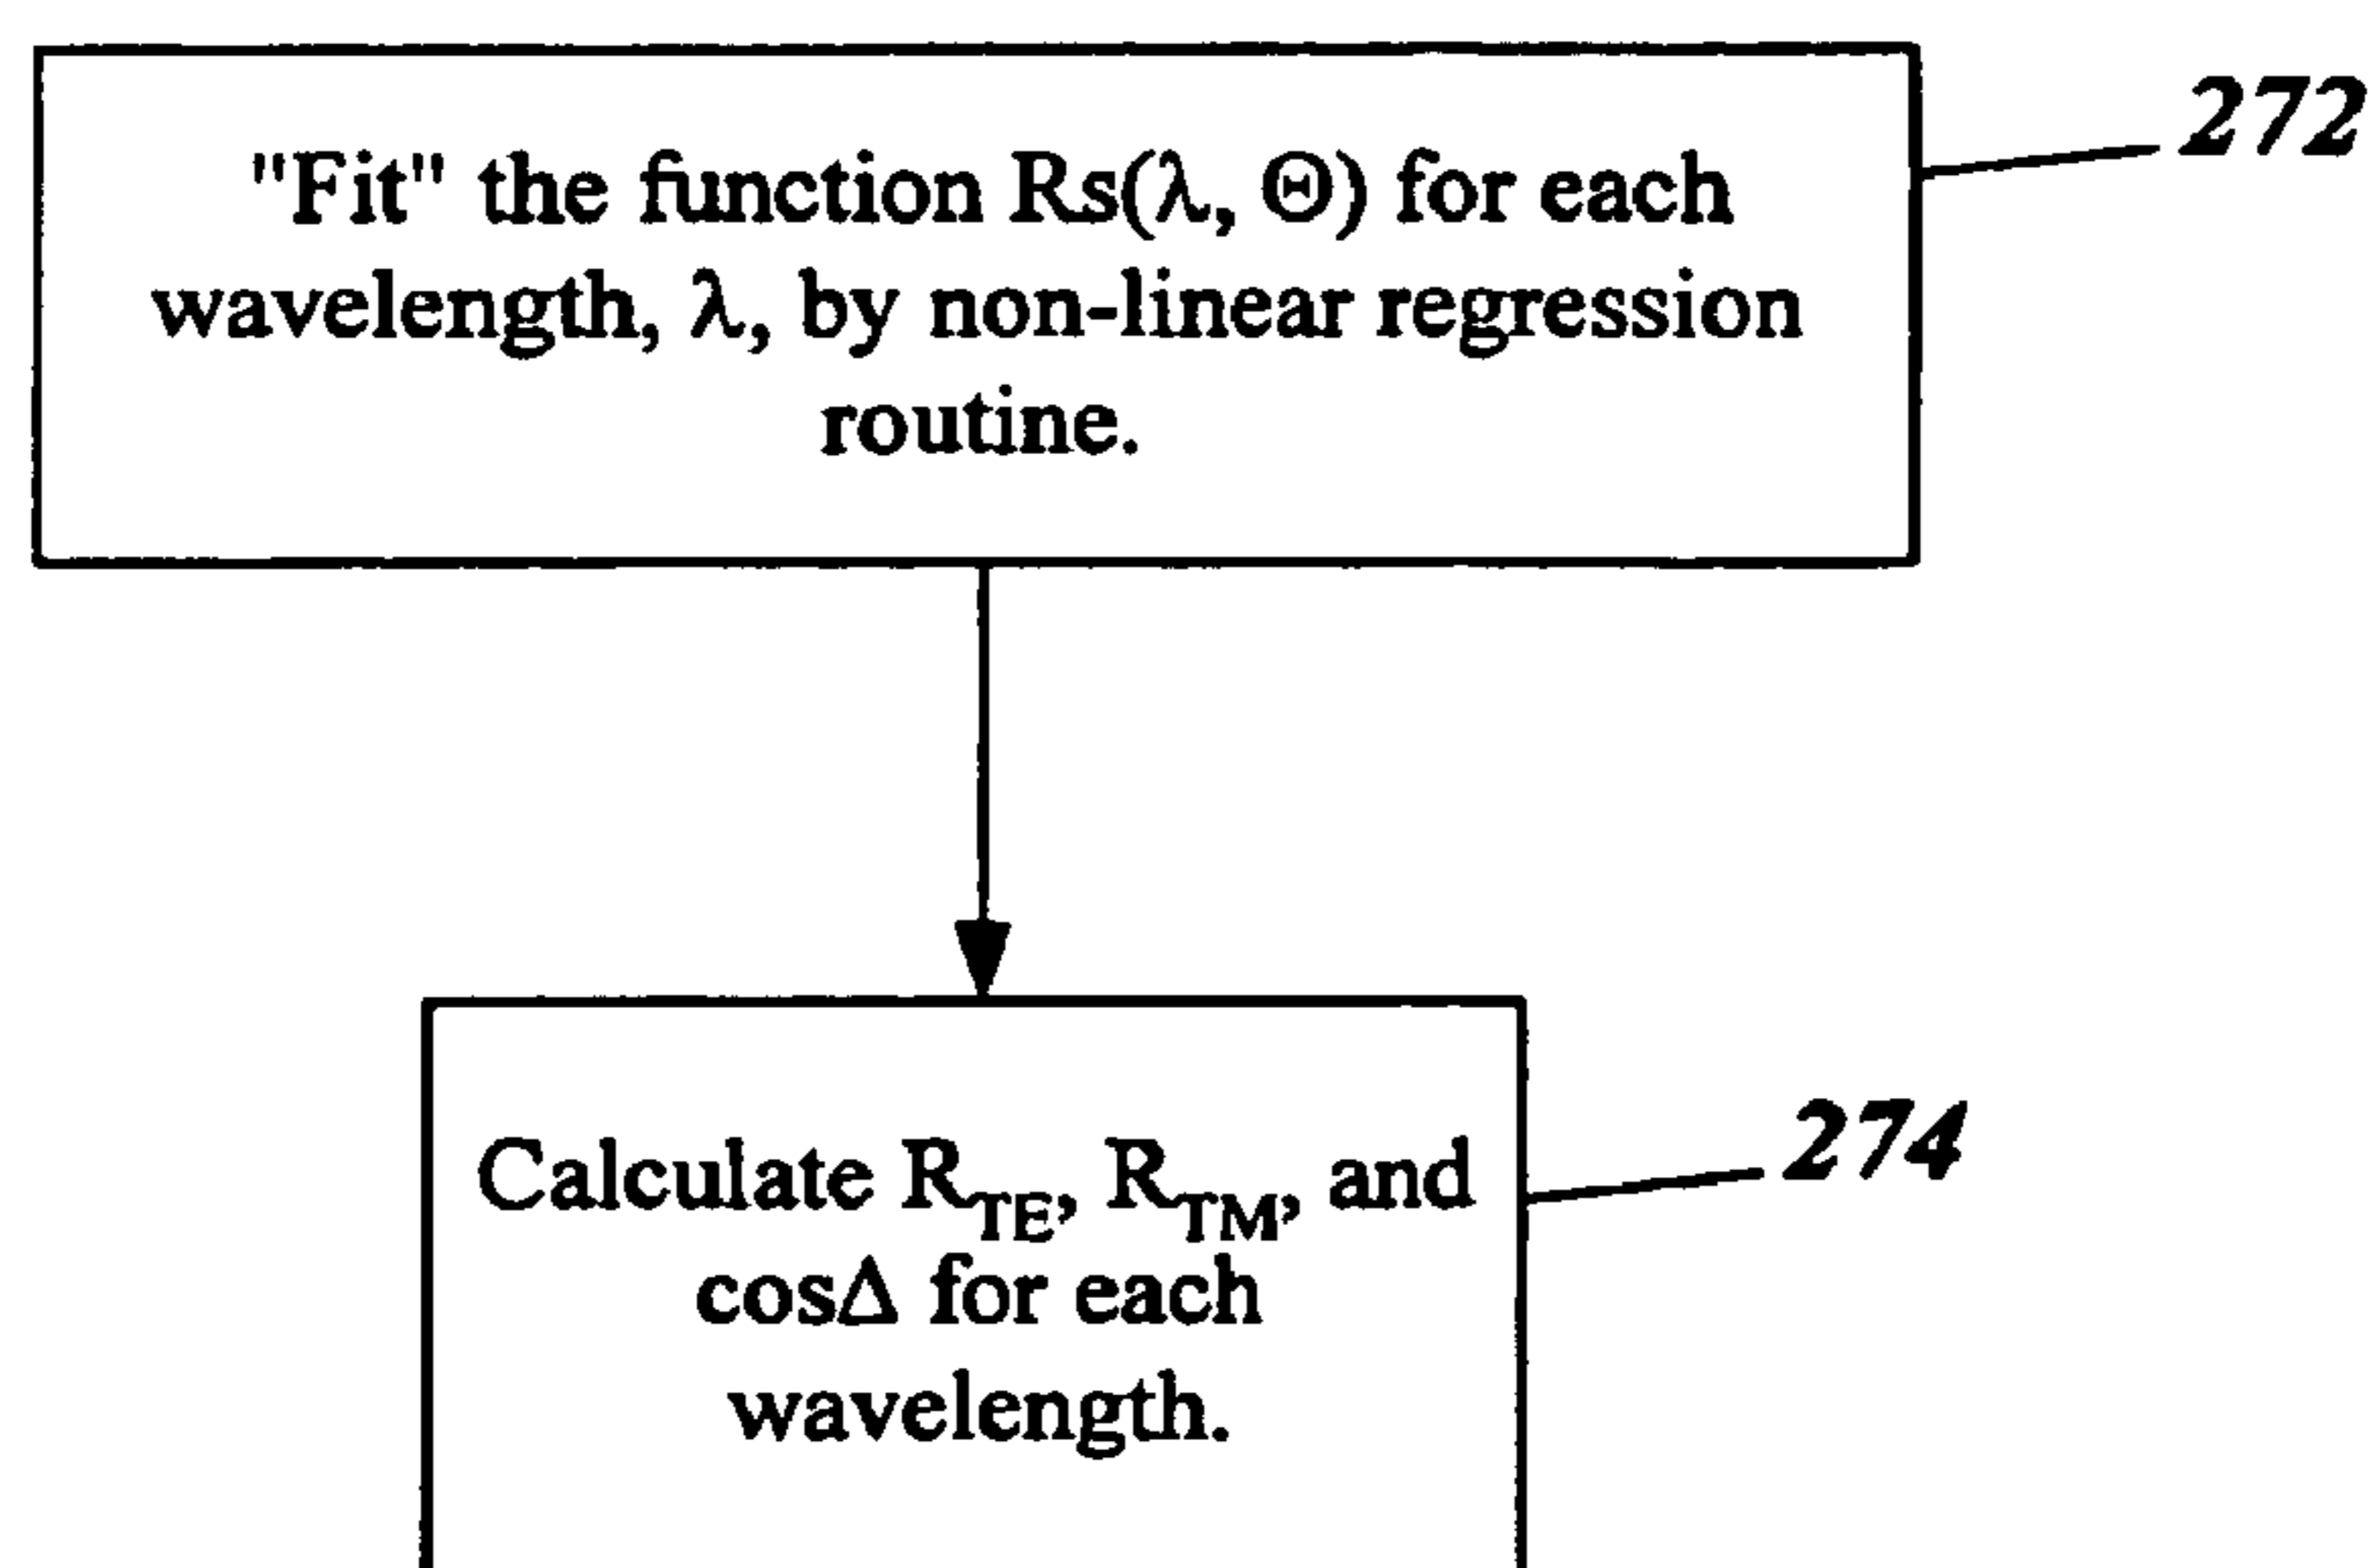 "Fit" the function Rs(λ, Θ) for each
wavelength, λ, by non-linear regression
routine.
272
Calculate R_TE, R_TM, and
cosΔ for each
wavelength.
274